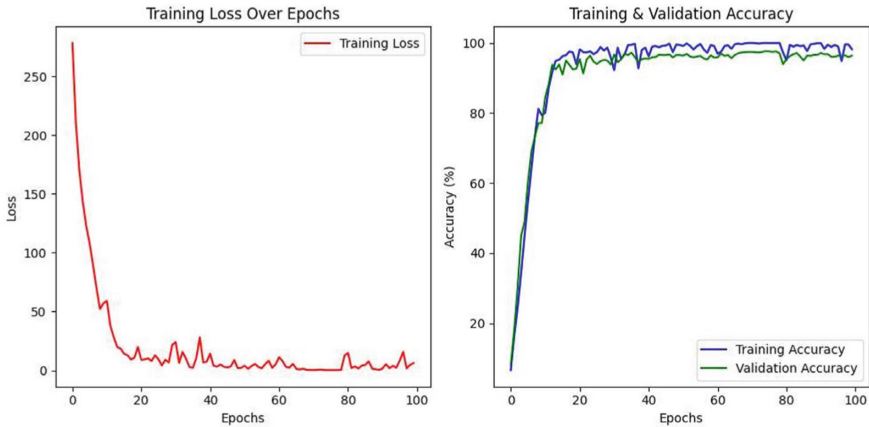 Training Loss Over Epochs
Training Loss
Loss
250
200
150
100
50
0
0
20
40
60
80
100
Epochs
Training & Validation Accuracy
Accuracy (%)
100
80
60
40
20
Training Accuracy
Validation Accuracy
0
20
40
60
80
100
Epochs